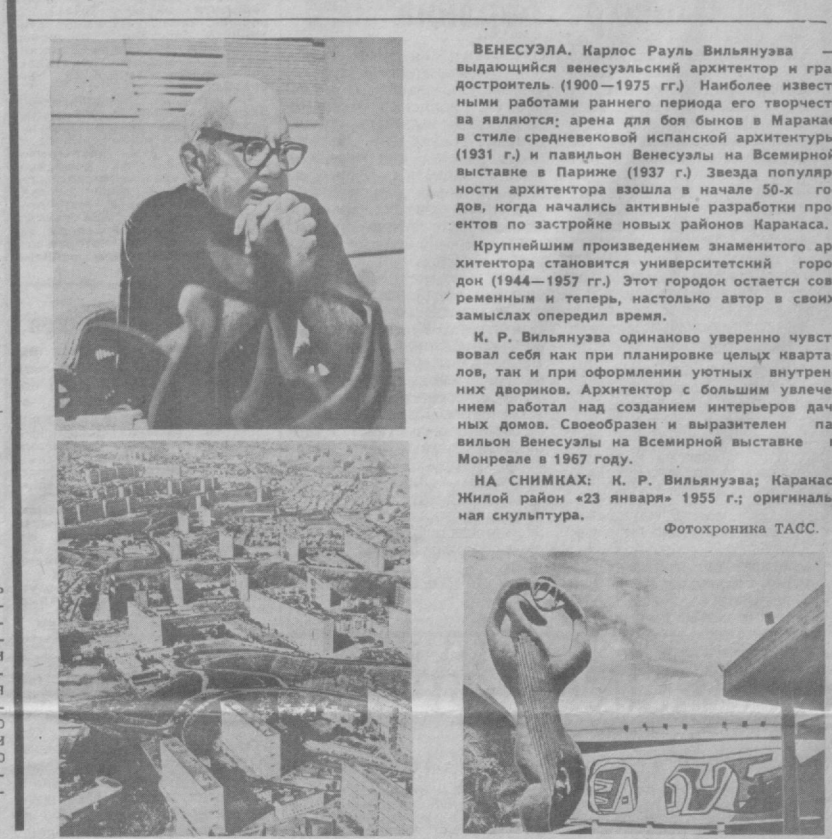 ВЕНЕСУЭЛА. Карлос Рауль Вильянуэва —
выдающийся венесуэльский архитектор и гра
достроитель (1900—1975 гг.) Наиболее извест
ными работами раннего периода его творчест
ва являются: арена для боя быков в Маракае
в стиле средневековой испанской архитектуры
(1931 г.) и павильон Венесуэлы на Всемирной
выставке в Париже (1937 г.) Звезда популяр
ности архитектора взошла в начале 50-х го
дов, когда начались активные разработки про
ектов по застройке новых районов Каракаса.
Крупнейшим произведением знаменитого ар
хитектора становится университетский горо
док (1944—1957 гг.) Этот городок остается сов
ременным и теперь, настолько автор в своих
замыслах опередил время.
К. Р. Вильянуэва одинаково уверенно чувст
вовал себя как при планировке целых кварта
лов, так и при оформлении уютных внутрен
них двориков. Архитектор с большим увлече
нием работал над созданием интерьеров дач
ных домов. Своеобразен и выразителен па
вильон Венесуэлы на Всемирной выставке в
Монреале в 1967 году.
НА СНИМКАХ: К. Р. Вильянуэва; Каракас
Жилой район «23 января» 1955 г.; оригиналь
ная скульптура.
Фотохроника ТАСС.